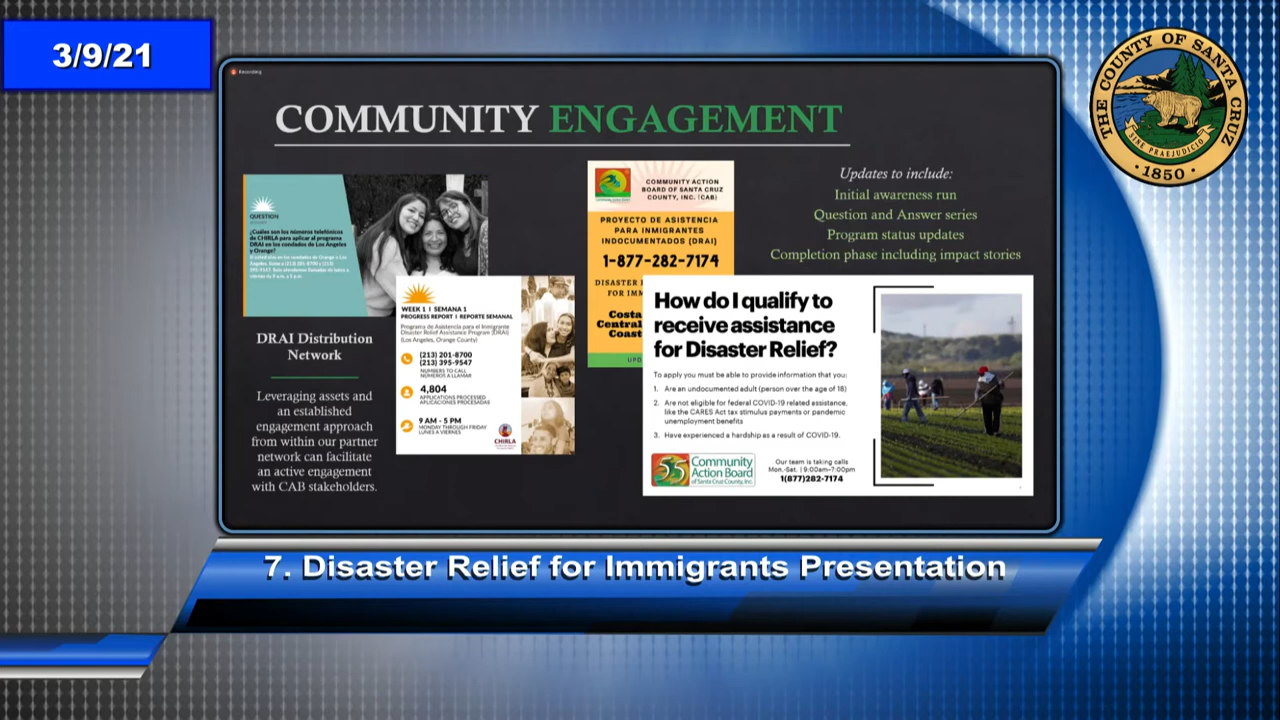 3/9/21
Recording
THE COUNTY OF SANTA CRUZ
SINE PRAEJUDICIO
• 1850 •
COMMUNITY ENGAGEMENT
QUESTION
¿Cuáles son los números telefónicos
de CHIRLA para aplicar al programa
DRAI en los condados de Los Angeles
y Orange?
DRAI Distribution
Network
Leveraging assets and
an established
engagement approach
from within our partner
network can facilitate
an active engagement
with CAB stakeholders.
WEEK 1 | SEMANA 1
PROGRESS REPORT | REPORTE SEMANAL
Programa de Asistencia para el Inmigrante
Disaster Relief Assistance Program (DRAI)
(Los Angeles, Orange County)
(213) 201-8700
(213) 395-9547
NUMBERS TO CALL
NÚMEROS A LLAMAR
4,804
APPLICATIONS PROCESSED
APLICACIONES PROCESADAS
9 AM - 5 PM
MONDAY THROUGH FRIDAY
LUNES A VIERNES
CHIRLA
COMMUNITY ACTION
BOARD OF SANTA CRUZ
COUNTY, INC. (CAB)
PROYECTO DE ASISTENCIA
PARA INMIGRANTES
INDOCUMENTADOS (DRAI)
1-877-282-7174
DISASTER
FOR IMM
Costa
Central
Coast
UPD
Updates to include:
Initial awareness run
Question and Answer series
Program status updates
Completion phase including impact stories
How do I qualify to
receive assistance
for Disaster Relief?
To apply you must be able to provide information that you:
1. Are an undocumented adult (person over the age of 18)
2. Are not eligible for federal COVID-19 related assistance,
like the CARES Act tax stimulus payments or pandemic
unemployment benefits
3. Have experienced a hardship as a result of COVID-19.
55 Community
Action Board
of Santa Cruz County, Inc.
Our team is taking calls
Mon.-Sat. | 9:00am-7:00pm
1(877)282-7174
7. Disaster Relief for Immigrants Presentation